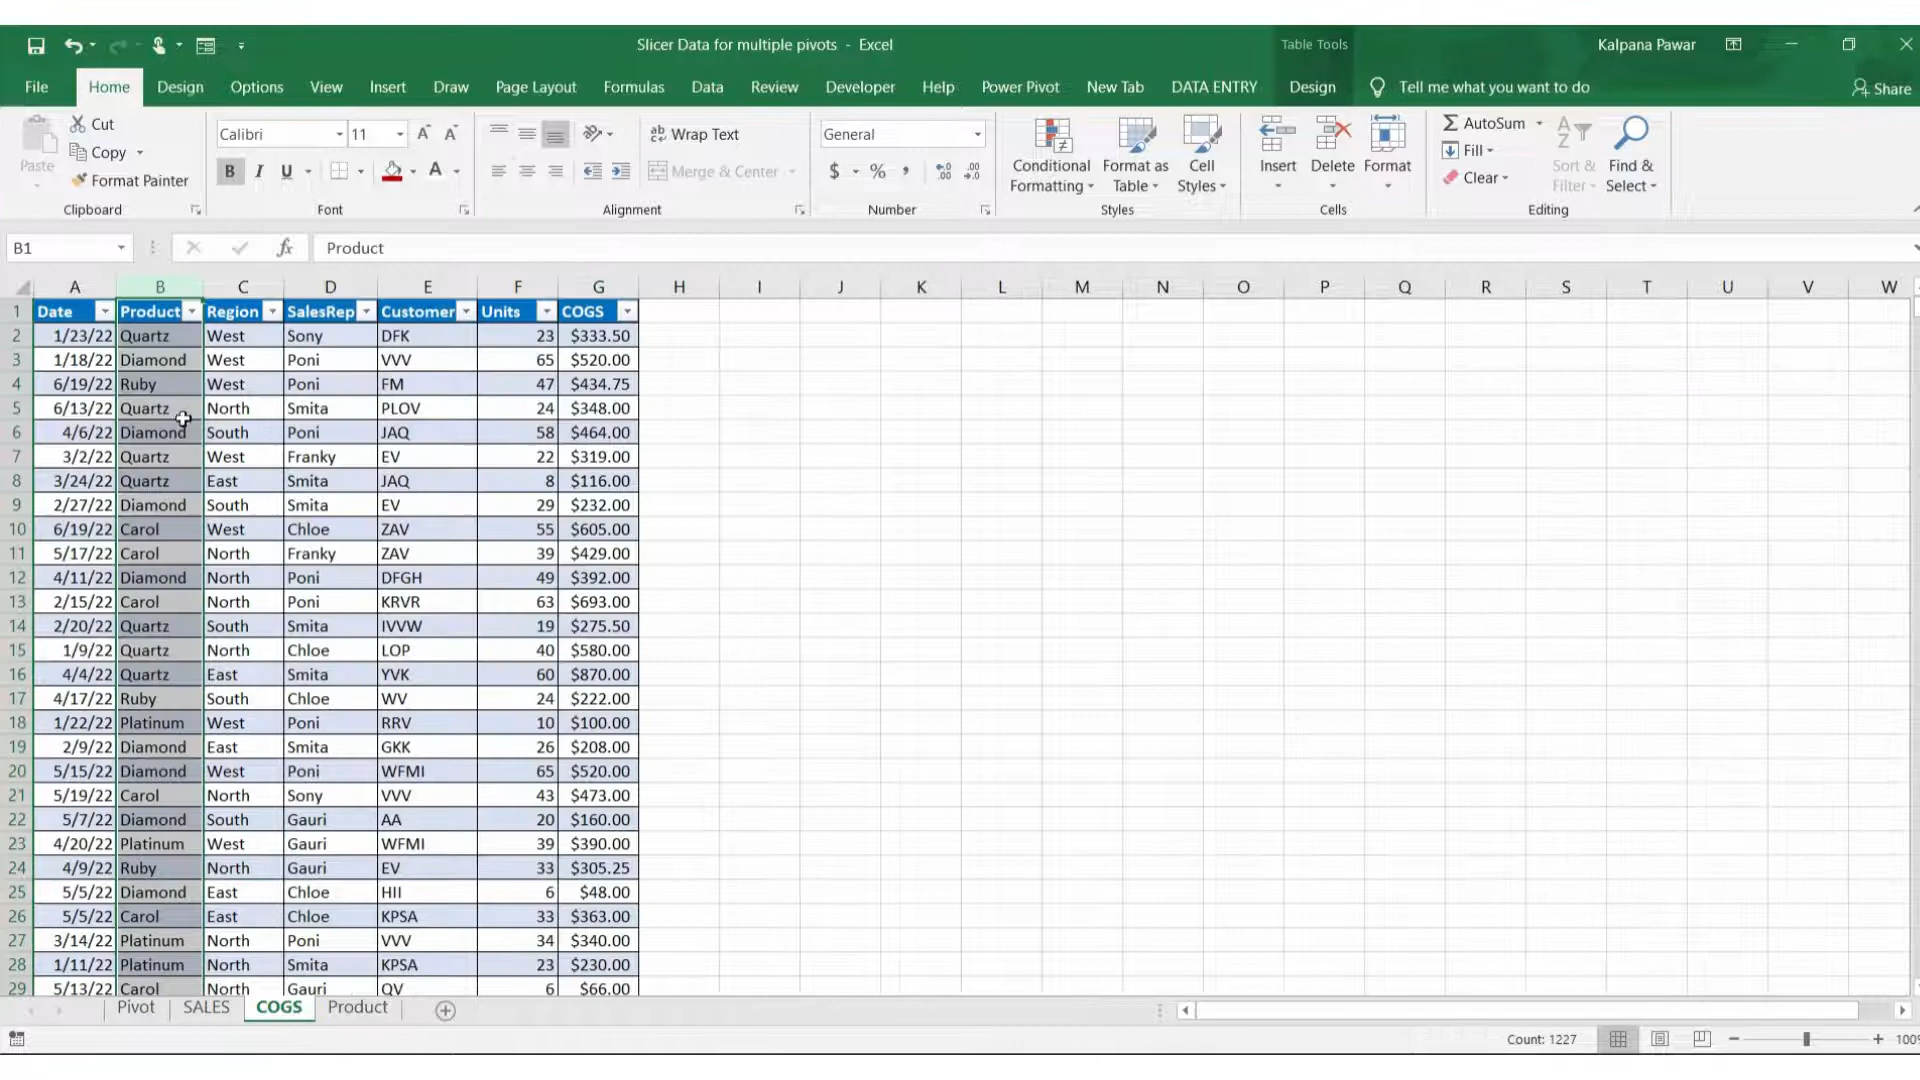 Slicer Data for multiple pivots - Excel
Table Tools
Kalpana Pawar
File Home Design Options View Insert Draw Page Layout Formulas Data Review Developer Help Power Pivot New Tab DATA ENTRY Design Tell me what you want to do Share
Paste
Cut
Copy
Format Painter
Clipboard
Calibri 11
B I U
Font
Wrap Text
Merge & Center
Alignment
General
$ % ,
Number
Conditional Formatting
Format as Table
Cell Styles
Styles
Insert Delete Format
Cells
AutoSum
Fill
Clear
Sort & Filter
Find & Select
Editing
B1 fx Product
A B C D E F G H I J K L M N O P Q R S T U V W
1 Date Product Region SalesRep Customer Units COGS
2 1/23/22 Quartz West Sony DFK 23 $333.50
3 1/18/22 Diamond West Poni VVV 65 $520.00
4 6/19/22 Ruby West Poni FM 47 $434.75
5 6/13/22 Quartz North Smita PLOV 24 $348.00
6 4/6/22 Diamond South Poni JAQ 58 $464.00
7 3/2/22 Quartz West Franky EV 22 $319.00
8 3/24/22 Quartz East Smita JAQ 8 $116.00
9 2/27/22 Diamond South Smita EV 29 $232.00
10 6/19/22 Carol West Chloe ZAV 55 $605.00
11 5/17/22 Carol North Franky ZAV 39 $429.00
12 4/11/22 Diamond North Poni DFGH 49 $392.00
13 2/15/22 Carol North Poni KRVR 63 $693.00
14 2/20/22 Quartz South Smita IVVW 19 $275.50
15 1/9/22 Quartz North Chloe LOP 40 $580.00
16 4/4/22 Quartz East Smita YVK 60 $870.00
17 4/17/22 Ruby South Chloe WV 24 $222.00
18 1/22/22 Platinum West Poni RRV 10 $100.00
19 2/9/22 Diamond East Smita GKK 26 $208.00
20 5/15/22 Diamond West Poni WFMI 65 $520.00
21 5/19/22 Carol North Sony VVV 43 $473.00
22 5/7/22 Diamond South Gauri AA 20 $160.00
23 4/20/22 Platinum West Gauri WFMI 39 $390.00
24 4/9/22 Ruby North Gauri EV 33 $305.25
25 5/5/22 Diamond East Chloe HII 6 $48.00
26 5/5/22 Carol East Chloe KPSA 33 $363.00
27 3/14/22 Platinum North Poni VVV 34 $340.00
28 1/11/22 Platinum North Smita KPSA 23 $230.00
29 5/13/22 Carol North Gauri QV 6 $66.00
Pivot SALES COGS Product
Count: 1227 100%